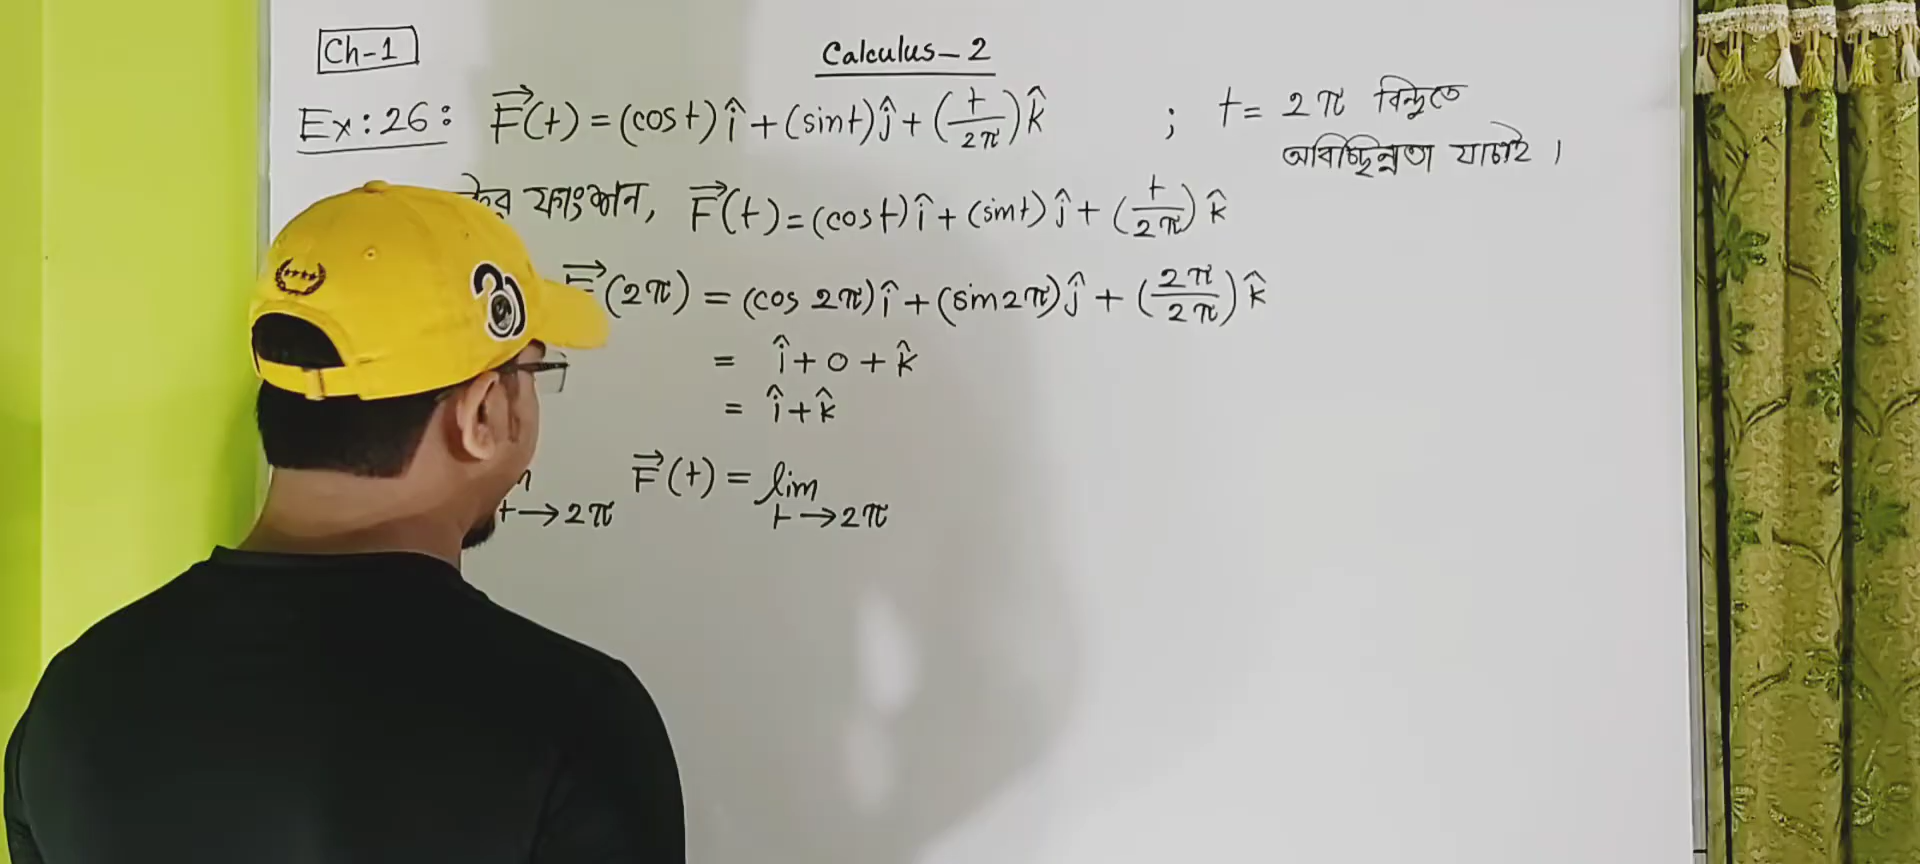 Ch-1
Calculus-2
Ex:26: F⃗(t) = (cos t) î + (sin t) ĵ + (t/2π) k̂ ; t = 2π বিন্দুতে
অবিচ্ছিন্নতা যাচাই ।
ফাংশন, F⃗(t) = (cos t) î + (sin t) ĵ + (t/2π) k̂
F⃗(2π) = (cos 2π) î + (sin 2π) ĵ + (2π/2π) k̂
= î + 0 + k̂
= î + k̂
t→2π F⃗(t) = lim t→2π